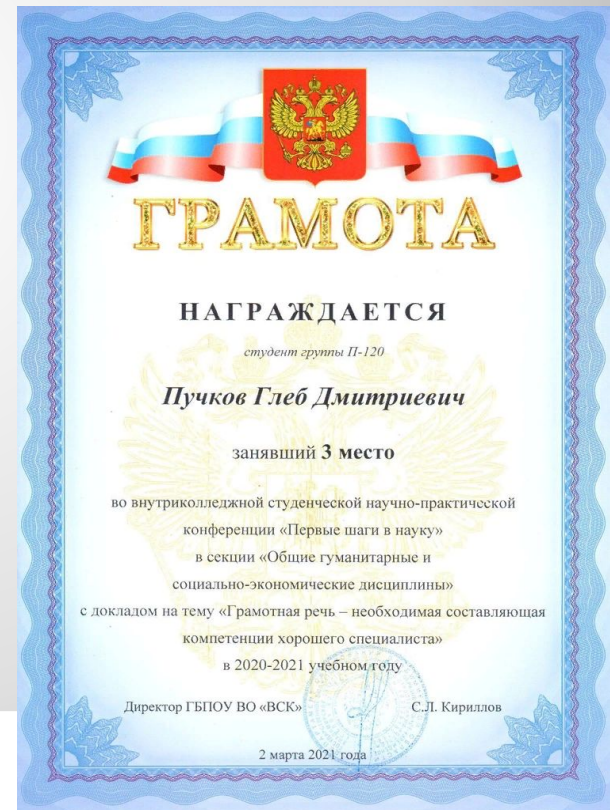 ГРАМОТА
НАГРАЖДАЕТСЯ
студент группы П-120
Пучков Глеб Дмитриевич
занявший 3 место
во внутриколледжной студенческой научно-практической
конференции «Первые шаги в науку»
в секции «Общие гуманитарные и
социально-экономические дисциплины»
с докладом на тему «Грамотная речь – необходимая составляющая
компетенции хорошего специалиста»
в 2020-2021 учебном году
Директор ГБПОУ ВО «ВСК» С.Л. Кириллов
2 марта 2021 года